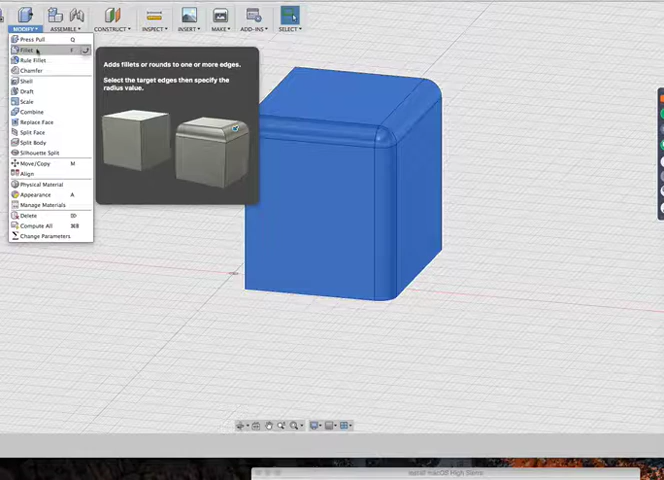 MODIFY ASSEMBLE CONSTRUCT INSPECT INSERT MAKE ADD-INS SELECT
Press Pull Q
Fillet F
Rule Fillet
Chamfer
Shell
Draft
Scale
Combine
Replace Face
Split Face
Split Body
Silhouette Split
Move/Copy M
Align
Physical Material
Appearance A
Manage Materials
Delete
Compute All ⌘B
Change Parameters
Adds fillets or rounds to one or more edges.
Select the target edges then specify the
radius value.
macOS High Sierra